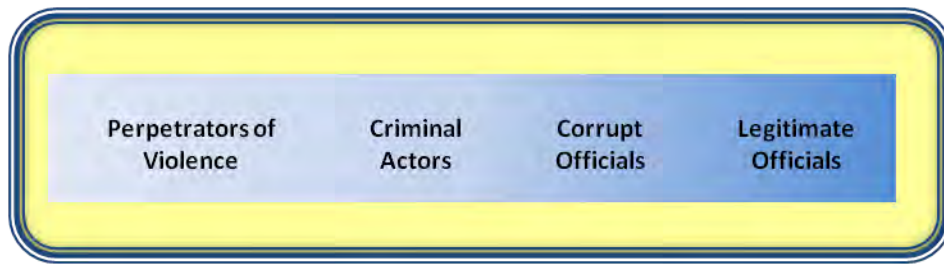 Perpetrators of
Violence
Criminal
Actors
Corrupt
Officials
Legitimate
Officials